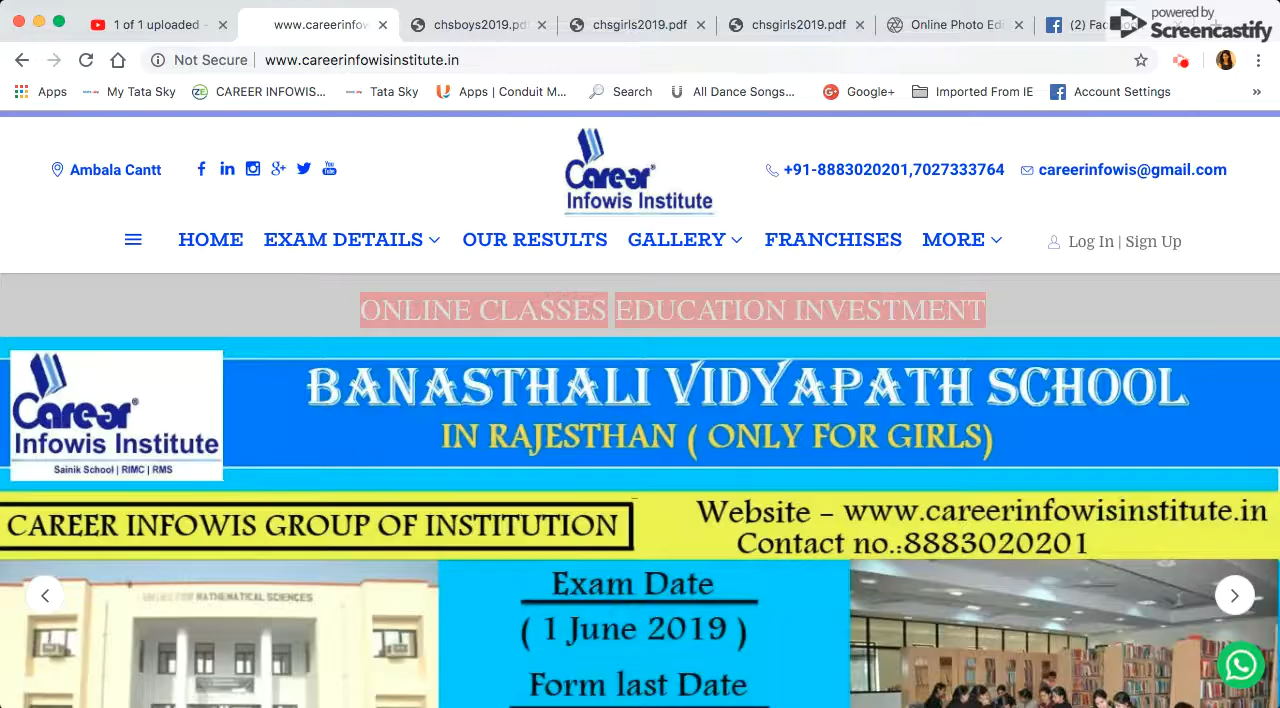 1 of 1 uploaded -
www.careerinfow
chsboys2019.pdf
chsgirls2019.pdf
chsgirls2019.pdf
Online Photo Edi
(2) Fac
powered by
Screencastify
Not Secure
www.careerinfowisinstitute.in
Apps
My Tata Sky
CAREER INFOWIS...
Tata Sky
Apps | Conduit M...
Search
All Dance Songs...
Google+
Imported From IE
Account Settings
»
Ambala Cantt
Career
Infowis Institute
+91-8883020201,7027333764
careerinfowis@gmail.com
HOME
EXAM DETAILS
OUR RESULTS
GALLERY
FRANCHISES
MORE
Log In | Sign Up
ONLINE CLASSES EDUCATION INVESTMENT
Career
Infowis Institute
Sainik School | RIMC | RMS
BANASTHALI VIDYAPATH SCHOOL
IN RAJESTHAN ( ONLY FOR GIRLS)
CAREER INFOWIS GROUP OF INSTITUTION
Website - www.careerinfowisinstitute.in
Contact no.:8883020201
MATHEMATICAL SCIENCES
Exam Date
( 1 June 2019 )
Form last Date